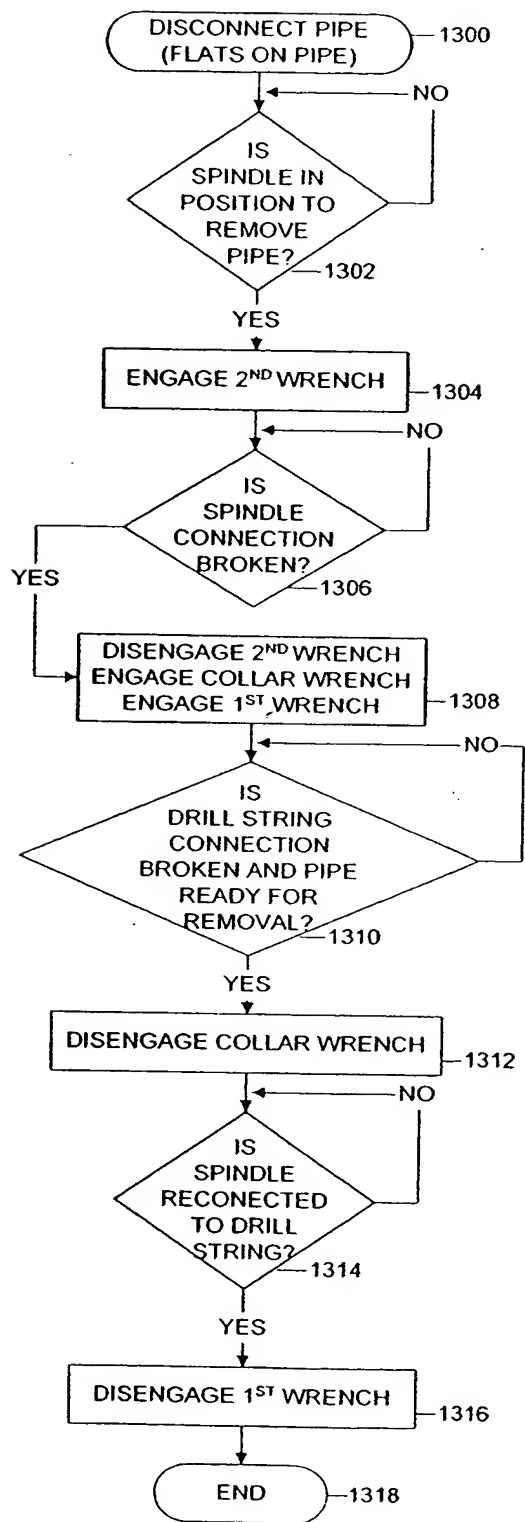 DISCONNECT PIPE
(FLATS ON PIPE)
1300
NO
IS
SPINDLE IN
POSITION TO
REMOVE
PIPE?
1302
YES
ENGAGE 2ND WRENCH
1304
NO
IS
SPINDLE
CONNECTION
BROKEN?
1306
YES
DISENGAGE 2ND WRENCH
ENGAGE COLLAR WRENCH
ENGAGE 1ST WRENCH
1308
NO
IS
DRILL STRING
CONNECTION
BROKEN AND PIPE
READY FOR
REMOVAL?
1310
YES
DISENGAGE COLLAR WRENCH
1312
NO
IS
SPINDLE
RECONECTED
TO DRILL
STRING?
1314
YES
DISENGAGE 1ST WRENCH
1316
END
1318